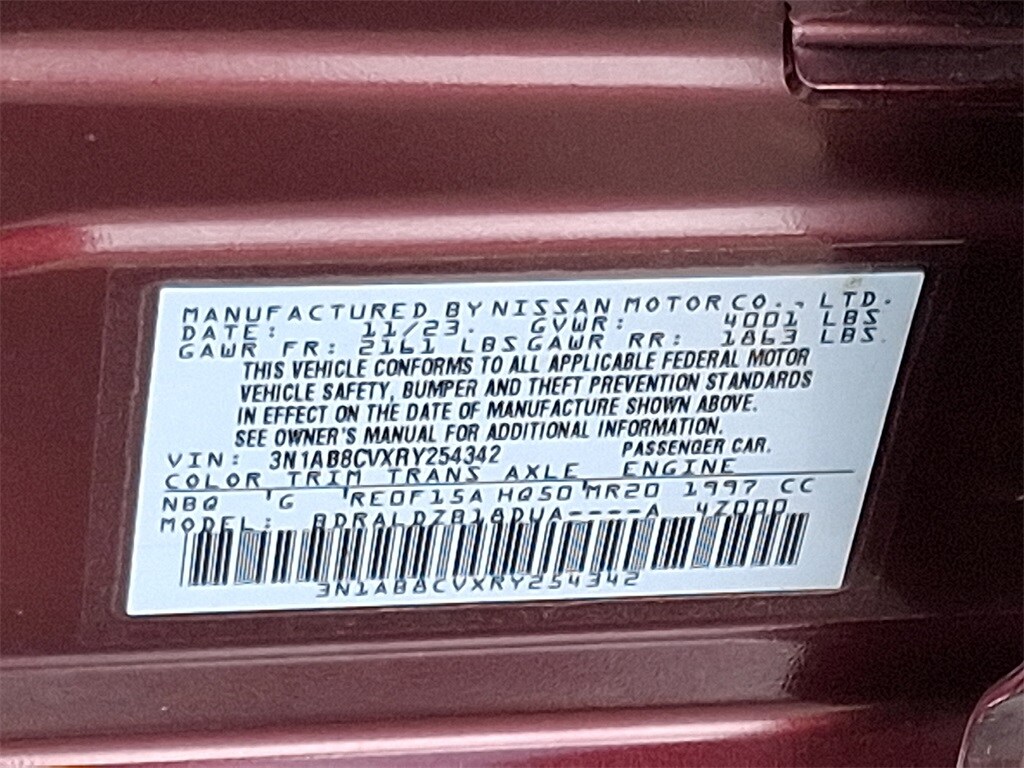 MANUFACTURED BY NISSAN MOTOR CO., LTD.
DATE: 11/23. GVWR: 4001 LBS
GAWR FR: 2161 LBS GAWR RR: 1863 LBS.
THIS VEHICLE CONFORMS TO ALL APPLICABLE FEDERAL MOTOR
VEHICLE SAFETY, BUMPER AND THEFT PREVENTION STANDARDS
IN EFFECT ON THE DATE OF MANUFACTURE SHOWN ABOVE.
SEE OWNER'S MANUAL FOR ADDITIONAL INFORMATION.
VIN: 3N1AB8CVXRY254342 PASSENGER CAR.
COLOR TRIM TRANS AXLE ENGINE
NBQ G RE0F15A HQ50 MR20 1997 CC
MODEL:
3N1AB8CVXRY254342